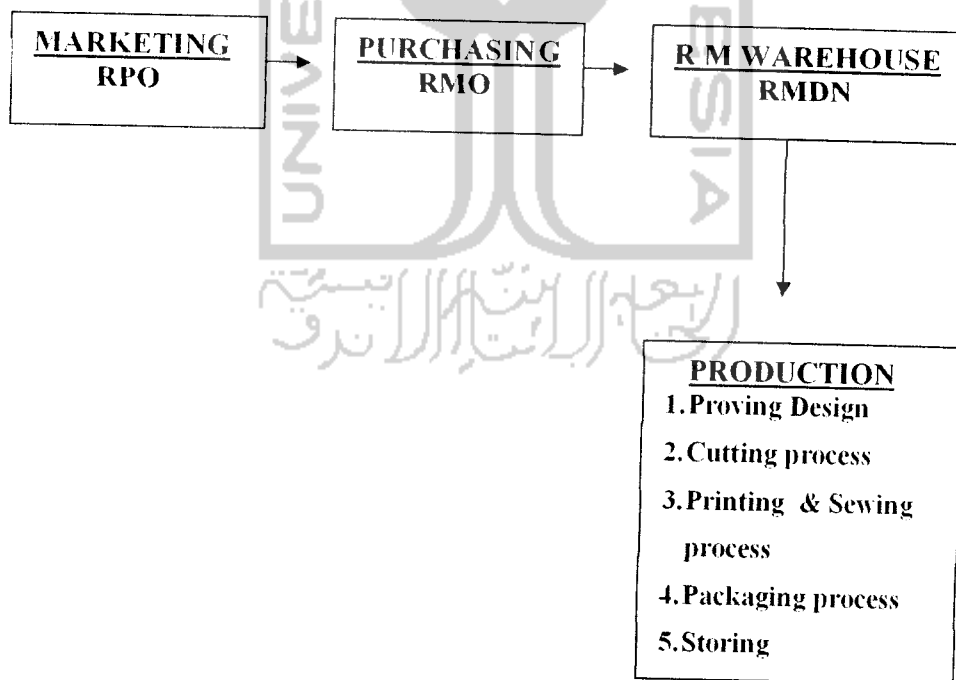 MARKETING
RPO
PURCHASING
RMO
R M WAREHOUSE
RMDN
PRODUCTION
1.Proving Design
2.Cutting process
3.Printing & Sewing
process
4.Packaging process
5.Storing